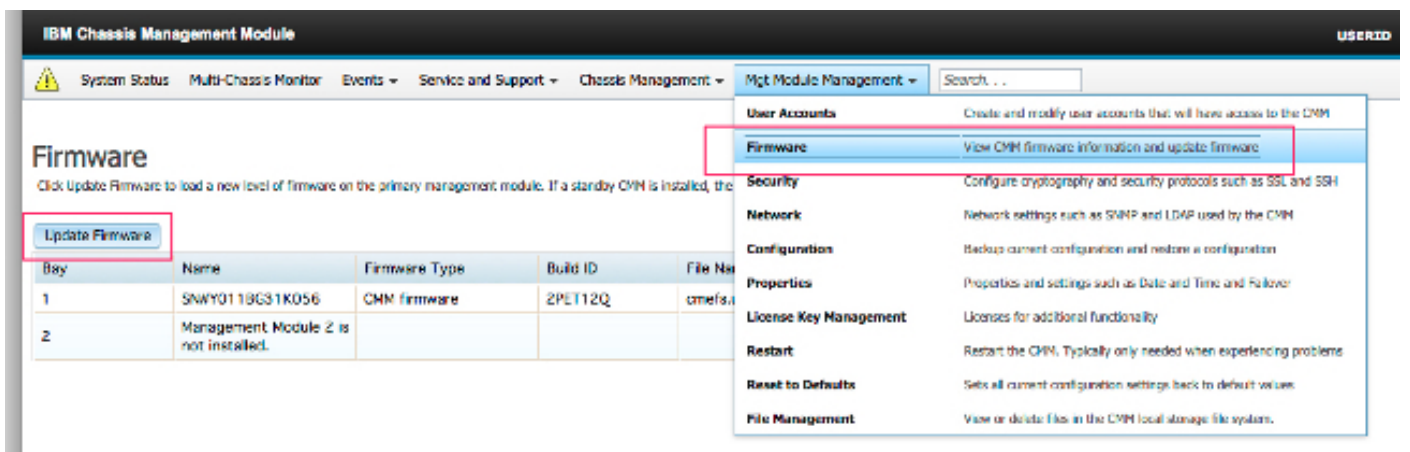 IBM Chassis Management Module USERID
System Status Multi-Chassis Monitor Events Service and Support Chassis Management Mgt Module Management Search. . .
Firmware
Click Update Firmware to load a new level of firmware on the primary management module. If a standby CMM is installed, the
Update Firmware
Bay Name Firmware Type Build ID File Na
1 CMM firmware 2PET12Q cmefs.
2 Management Module 2 is
not installed.
User Accounts Create and modify user accounts that will have access to the CMM
Firmware View CMM firmware information and update firmware
Security Configure cryptography and security protocols such as SSL and SSH
Network Network settings such as SNMP and LDAP used by the CMM
Configuration Backup current configuration and restore a configuration
Properties Properties and settings such as Date and Time and Failover
License Key Management Licenses for additional functionality
Restart Restart the CMM. Typically only needed when experiencing problems
Reset to Defaults Sets all current configuration settings back to default values
File Management View or delete files in the CMM local storage file system.